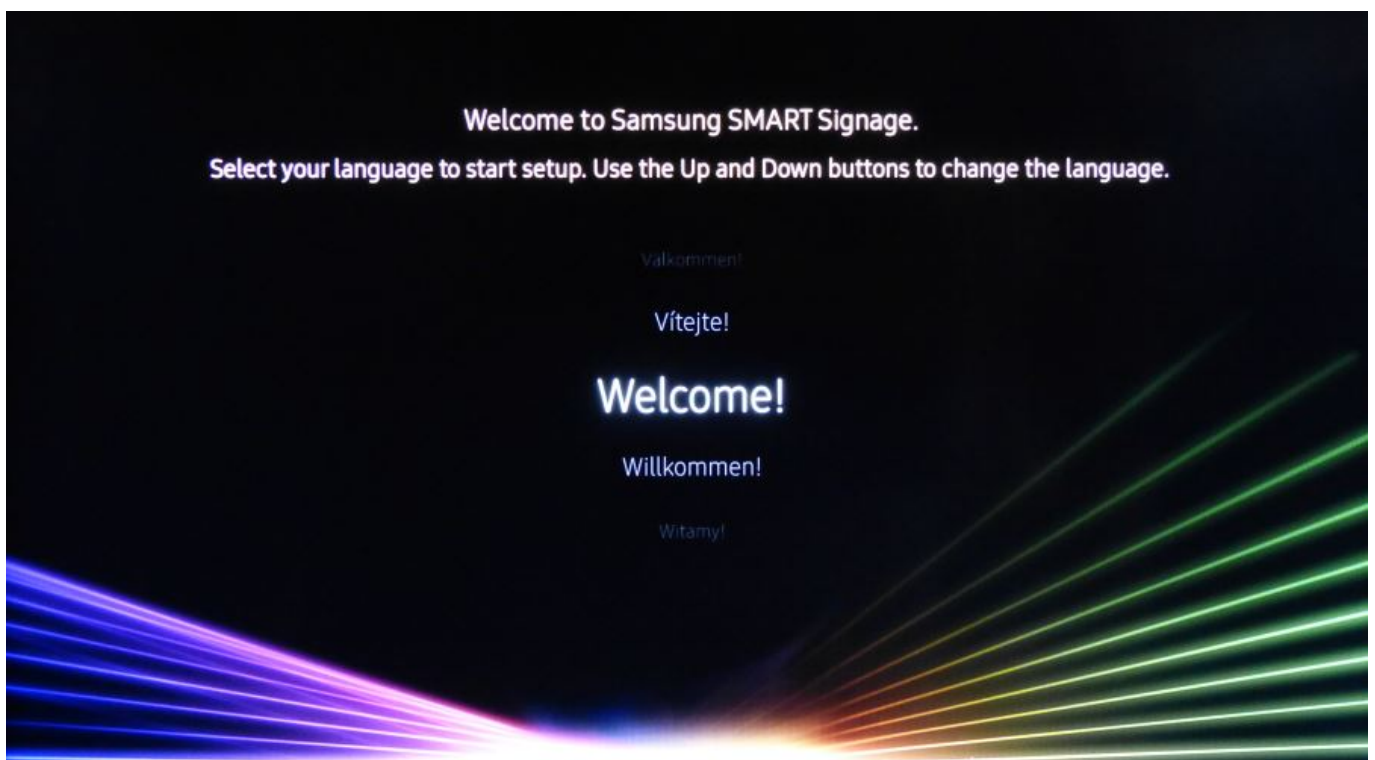 Welcome to Samsung SMART Signage.
Select your language to start setup. Use the Up and Down buttons to change the language.
Välkommen!
Vítejte!
Welcome!
Willkommen!
Witamy!